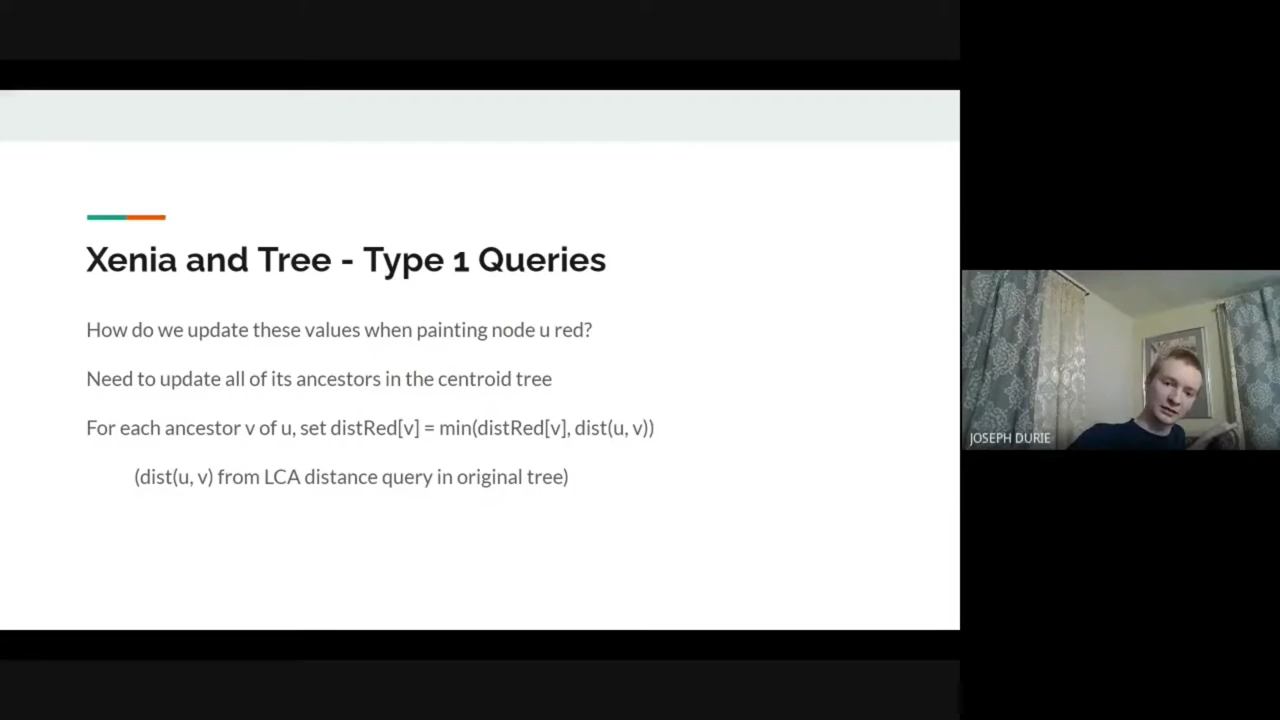 Xenia and Tree - Type 1 Queries
How do we update these values when painting node u red?
Need to update all of its ancestors in the centroid tree
For each ancestor v of u, set distRed[v] = min(distRed[v], dist(u, v))
(dist(u, v) from LCA distance query in original tree)
JOSEPH DURIE